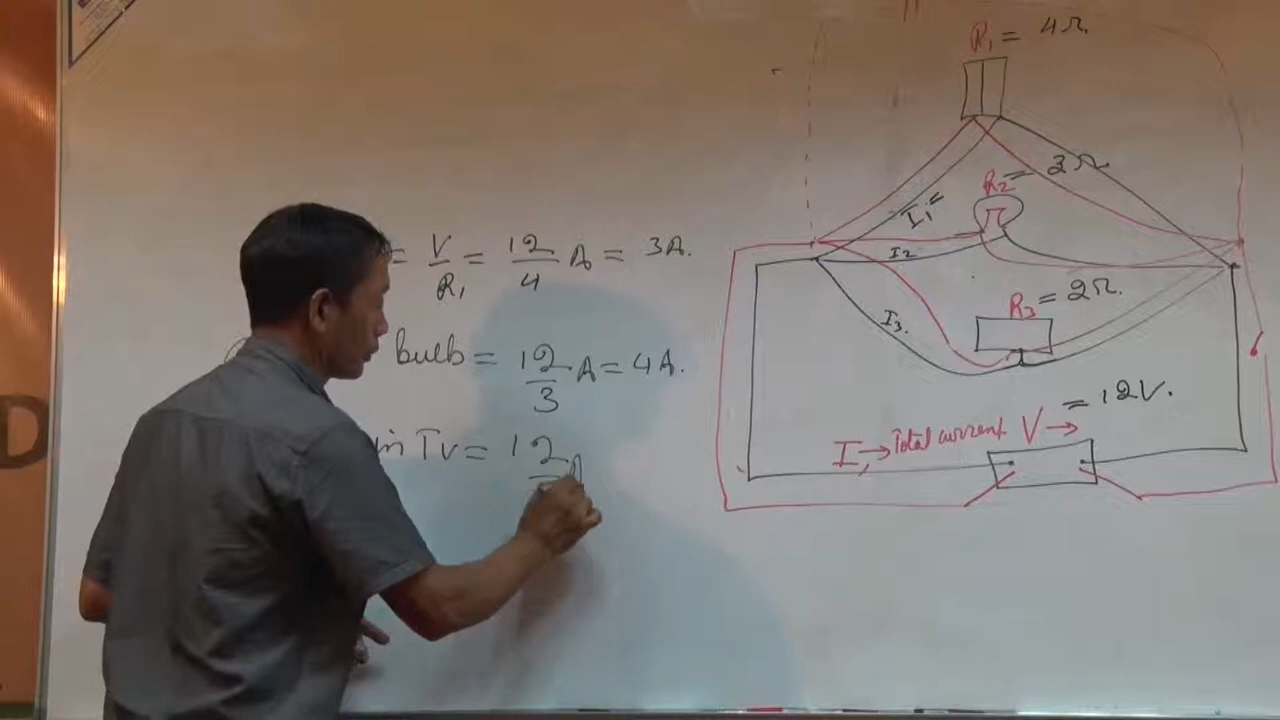 = V/R₁ = 12/4 A = 3A.
bulb = 12/3 A = 4A.
in Tv = 12 A
R₁ = 4Ω
R₂ = 3Ω
I₁ =
I₂
R₃ = 2Ω.
I₃.
I, → Total current V → = 12V.
D